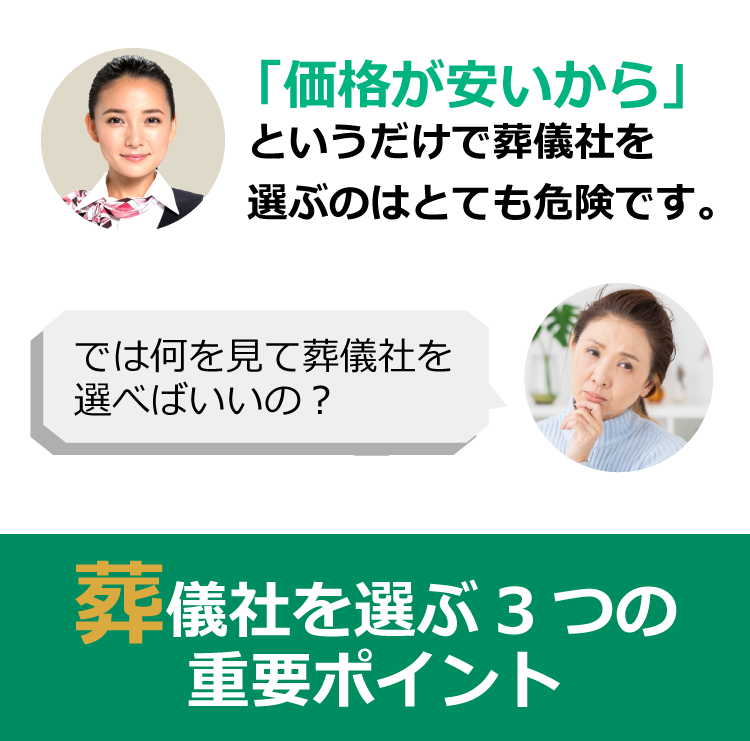 「価格が安いから」
というだけで葬儀社を
選ぶのはとても危険です。
では何を見て葬儀社を
選べばいいの？
葬儀社を選ぶ３つの
重要ポイント